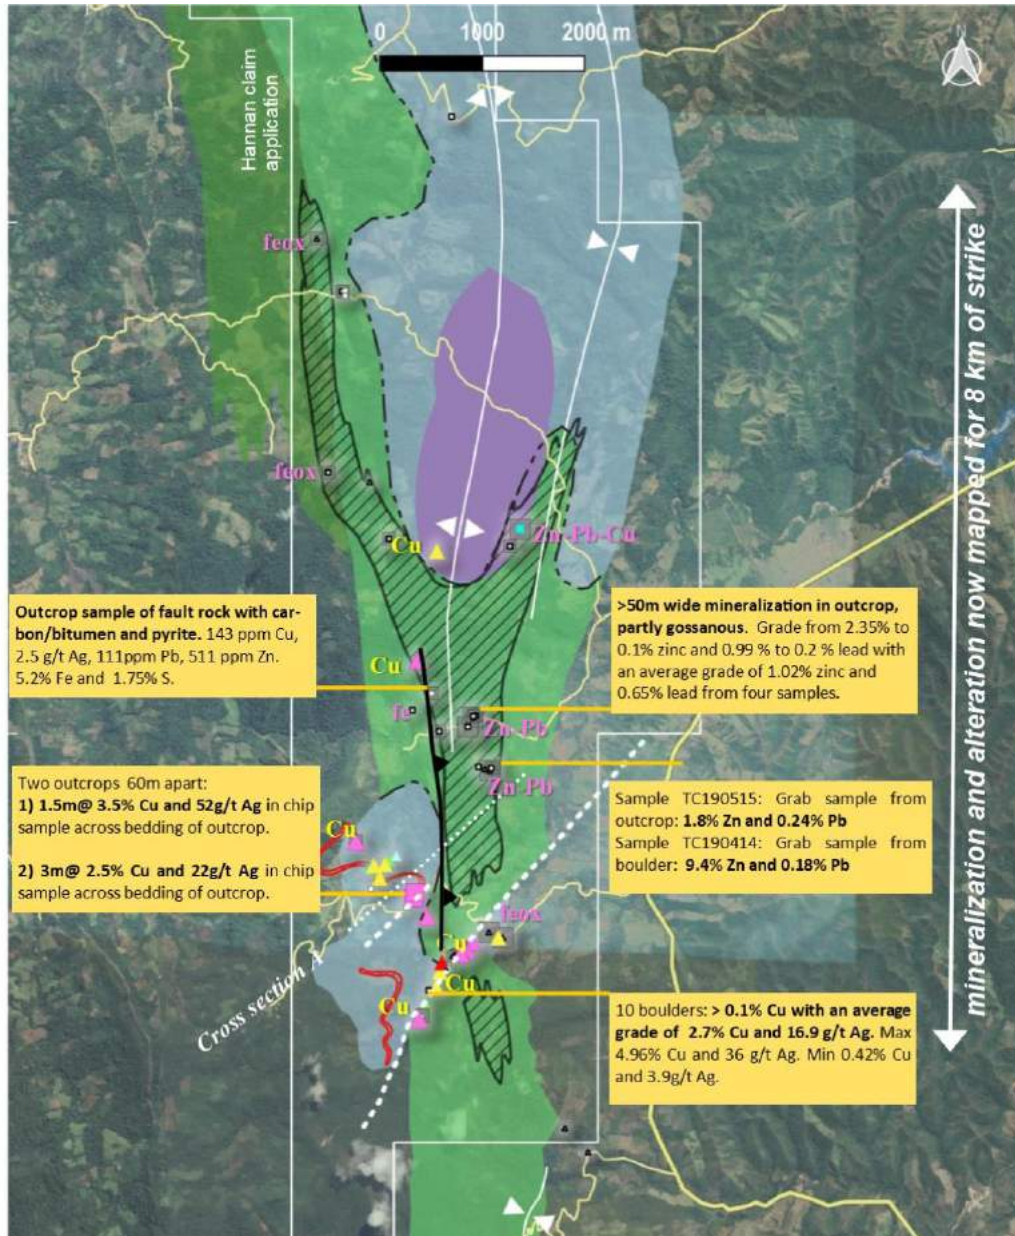 0 1000 2000 m
N
Hannan claim
application
feox
feox
Cu
Zn-Pb-Cu
mineralization and alteration now mapped for 8 km of strike
Outcrop sample of fault rock with car-
bon/bitumen and pyrite. 143 ppm Cu,
2.5 g/t Ag, 111ppm Pb, 511 ppm Zn.
5.2% Fe and 1.75% S.
>50m wide mineralization in outcrop,
partly gossanous. Grade from 2.35% to
0.1% zinc and 0.99 % to 0.2 % lead with
an average grade of 1.02% zinc and
0.65% lead from four samples.
Cu
fe
Zn-Pb
Zn-Pb
Two outcrops 60m apart:
1) 1.5m@ 3.5% Cu and 52g/t Ag in chip
sample across bedding of outcrop.
2) 3m@ 2.5% Cu and 22g/t Ag in chip
sample across bedding of outcrop.
Sample TC190515: Grab sample from
outcrop: 1.8% Zn and 0.24% Pb
Sample TC190414: Grab sample from
boulder: 9.4% Zn and 0.18% Pb
Cu
feox
Cu
Cu
Cu
Cross section A
10 boulders: > 0.1% Cu with an average
grade of 2.7% Cu and 16.9 g/t Ag. Max
4.96% Cu and 36 g/t Ag. Min 0.42% Cu
and 3.9g/t Ag.